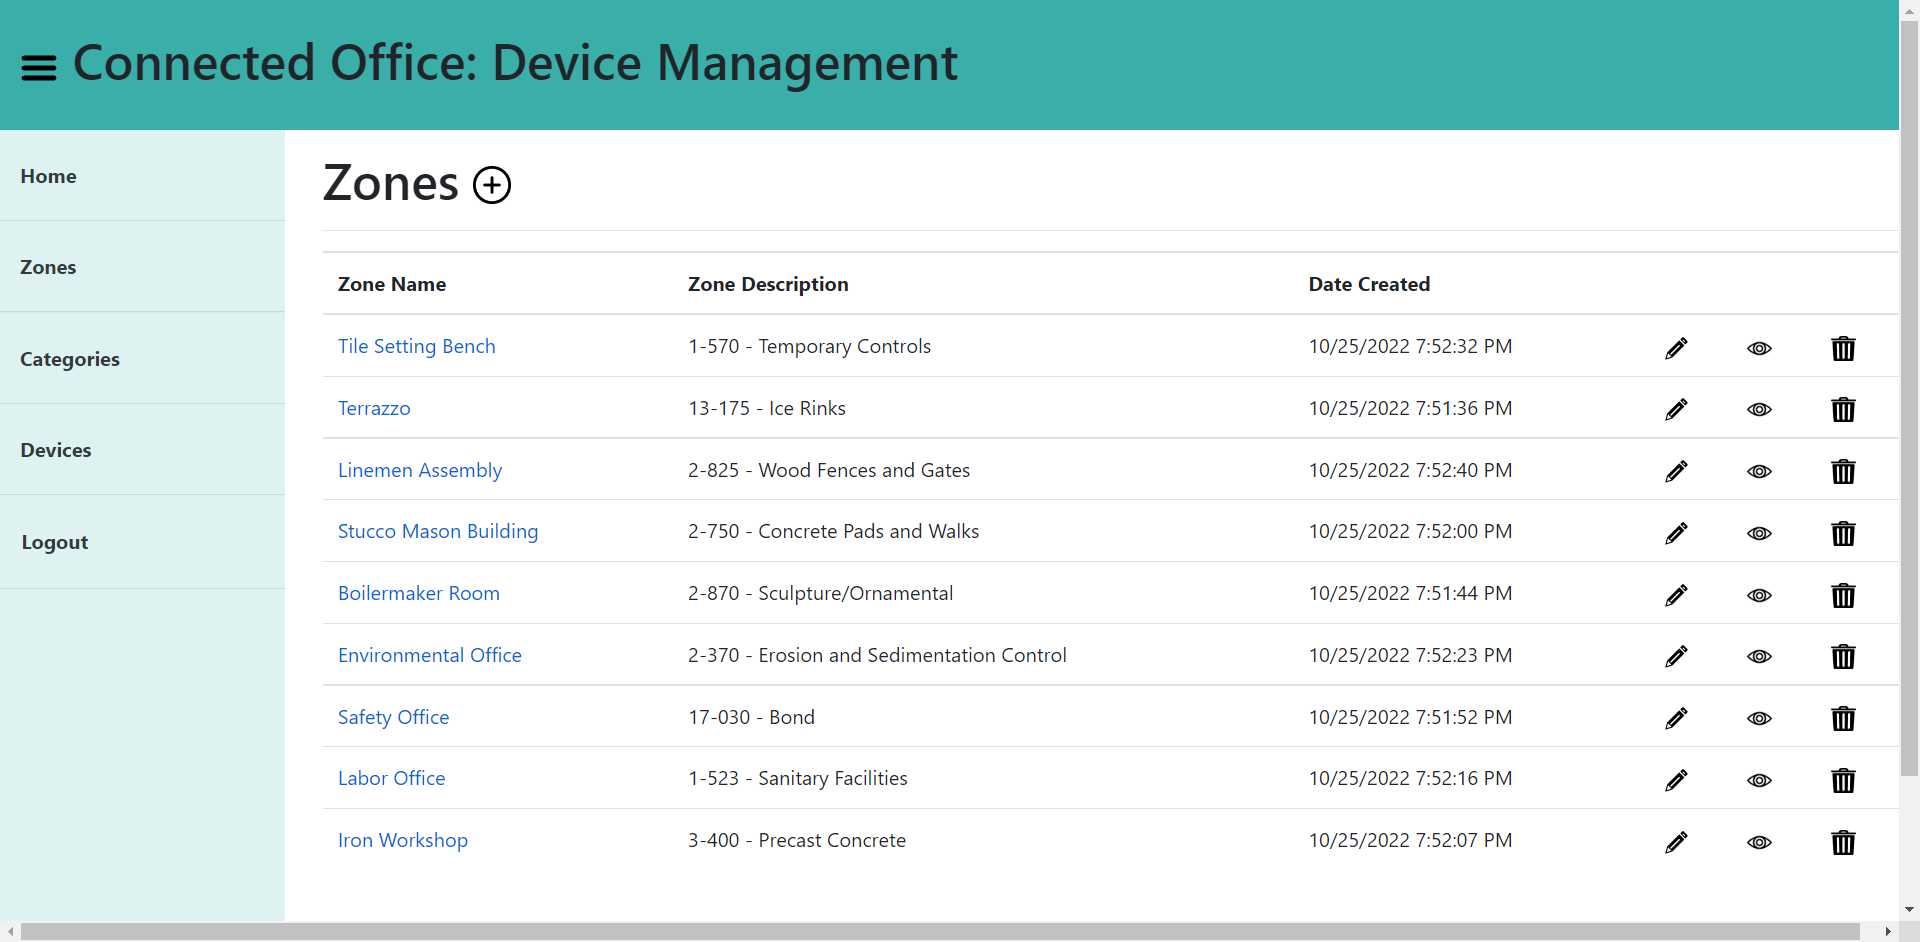 Connected Office: Device Management
Home
Zones
Categories
Devices
Logout
Zones
Zone Name Zone Description Date Created
Tile Setting Bench 1-570 - Temporary Controls 10/25/2022 7:52:32 PM
Terrazzo 13-175 - Ice Rinks 10/25/2022 7:51:36 PM
Linemen Assembly 2-825 - Wood Fences and Gates 10/25/2022 7:52:40 PM
Stucco Mason Building 2-750 - Concrete Pads and Walks 10/25/2022 7:52:00 PM
Boilermaker Room 2-870 - Sculpture/Ornamental 10/25/2022 7:51:44 PM
Environmental Office 2-370 - Erosion and Sedimentation Control 10/25/2022 7:52:23 PM
Safety Office 17-030 - Bond 10/25/2022 7:51:52 PM
Labor Office 1-523 - Sanitary Facilities 10/25/2022 7:52:16 PM
Iron Workshop 3-400 - Precast Concrete 10/25/2022 7:52:07 PM